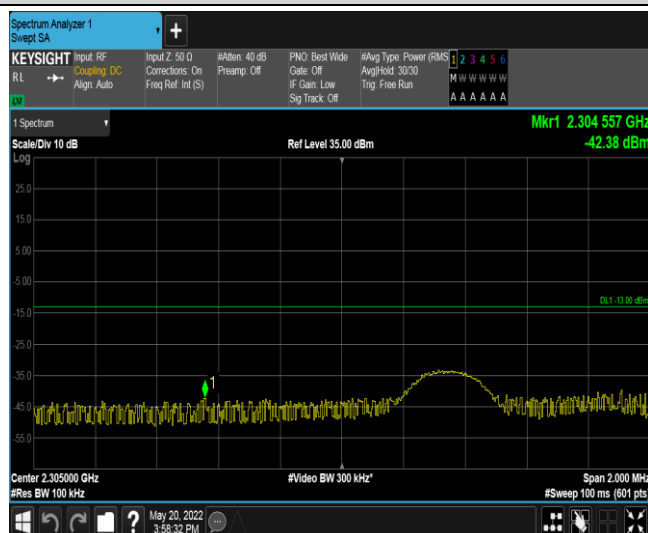 Spectrum Analyzer 1
Swept SA
+
KEYSIGHT
RL
LXI
Input: RF
Coupling: DC
Align: Auto
Input Z: 50 Ω
Corrections: On
Freq Ref: Int (S)
#Atten: 40 dB
Preamp: Off
PNO: Best Wide
Gate: Off
IF Gain: Low
Sig Track: Off
#Avg Type: Power (RMS
Avg|Hold: 30/30
Trig: Free Run
1 2 3 4 5 6
M W W W W W
A A A A A A
1 Spectrum
Mkr1 2.304 557 GHz
-42.38 dBm
Scale/Div 10 dB
Ref Level 35.00 dBm
Log
25.0
15.0
5.00
-5.00
DL1 -13.00 dBm
-15.0
-25.0
-35.0
1
-45.0
-55.0
Center 2.305000 GHz
#Video BW 300 kHz*
Span 2.000 MHz
#Res BW 100 kHz
#Sweep 100 ms (601 pts)
?
May 20, 2022
3:58:32 PM